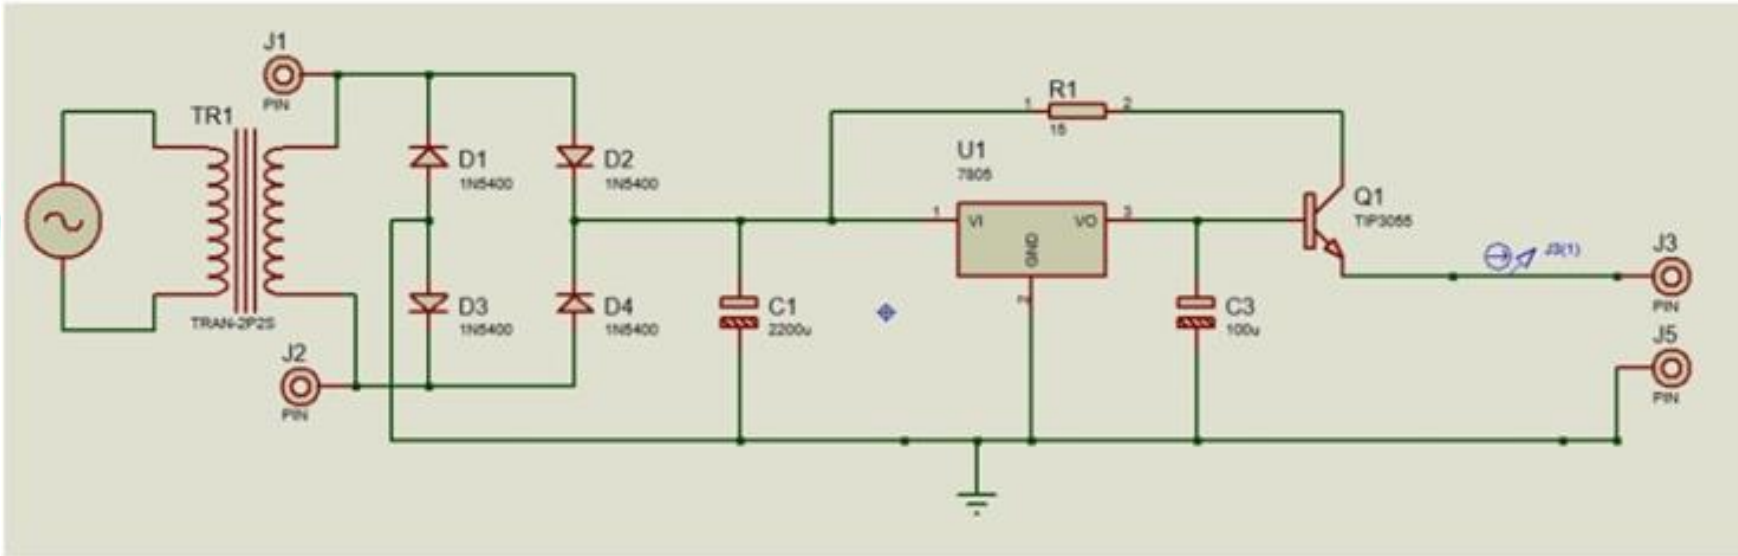 J1
PIN
TR1
TRAN-2P2S
J2
PIN
D1
1N5400
D2
1N5400
D3
1N5400
D4
1N5400
C1
2200u
R1
1
2
15
U1
7805
1
VI
VO
3
GND
2
C3
100u
Q1
TIP3055
J3(1)
J3
PIN
J5
PIN